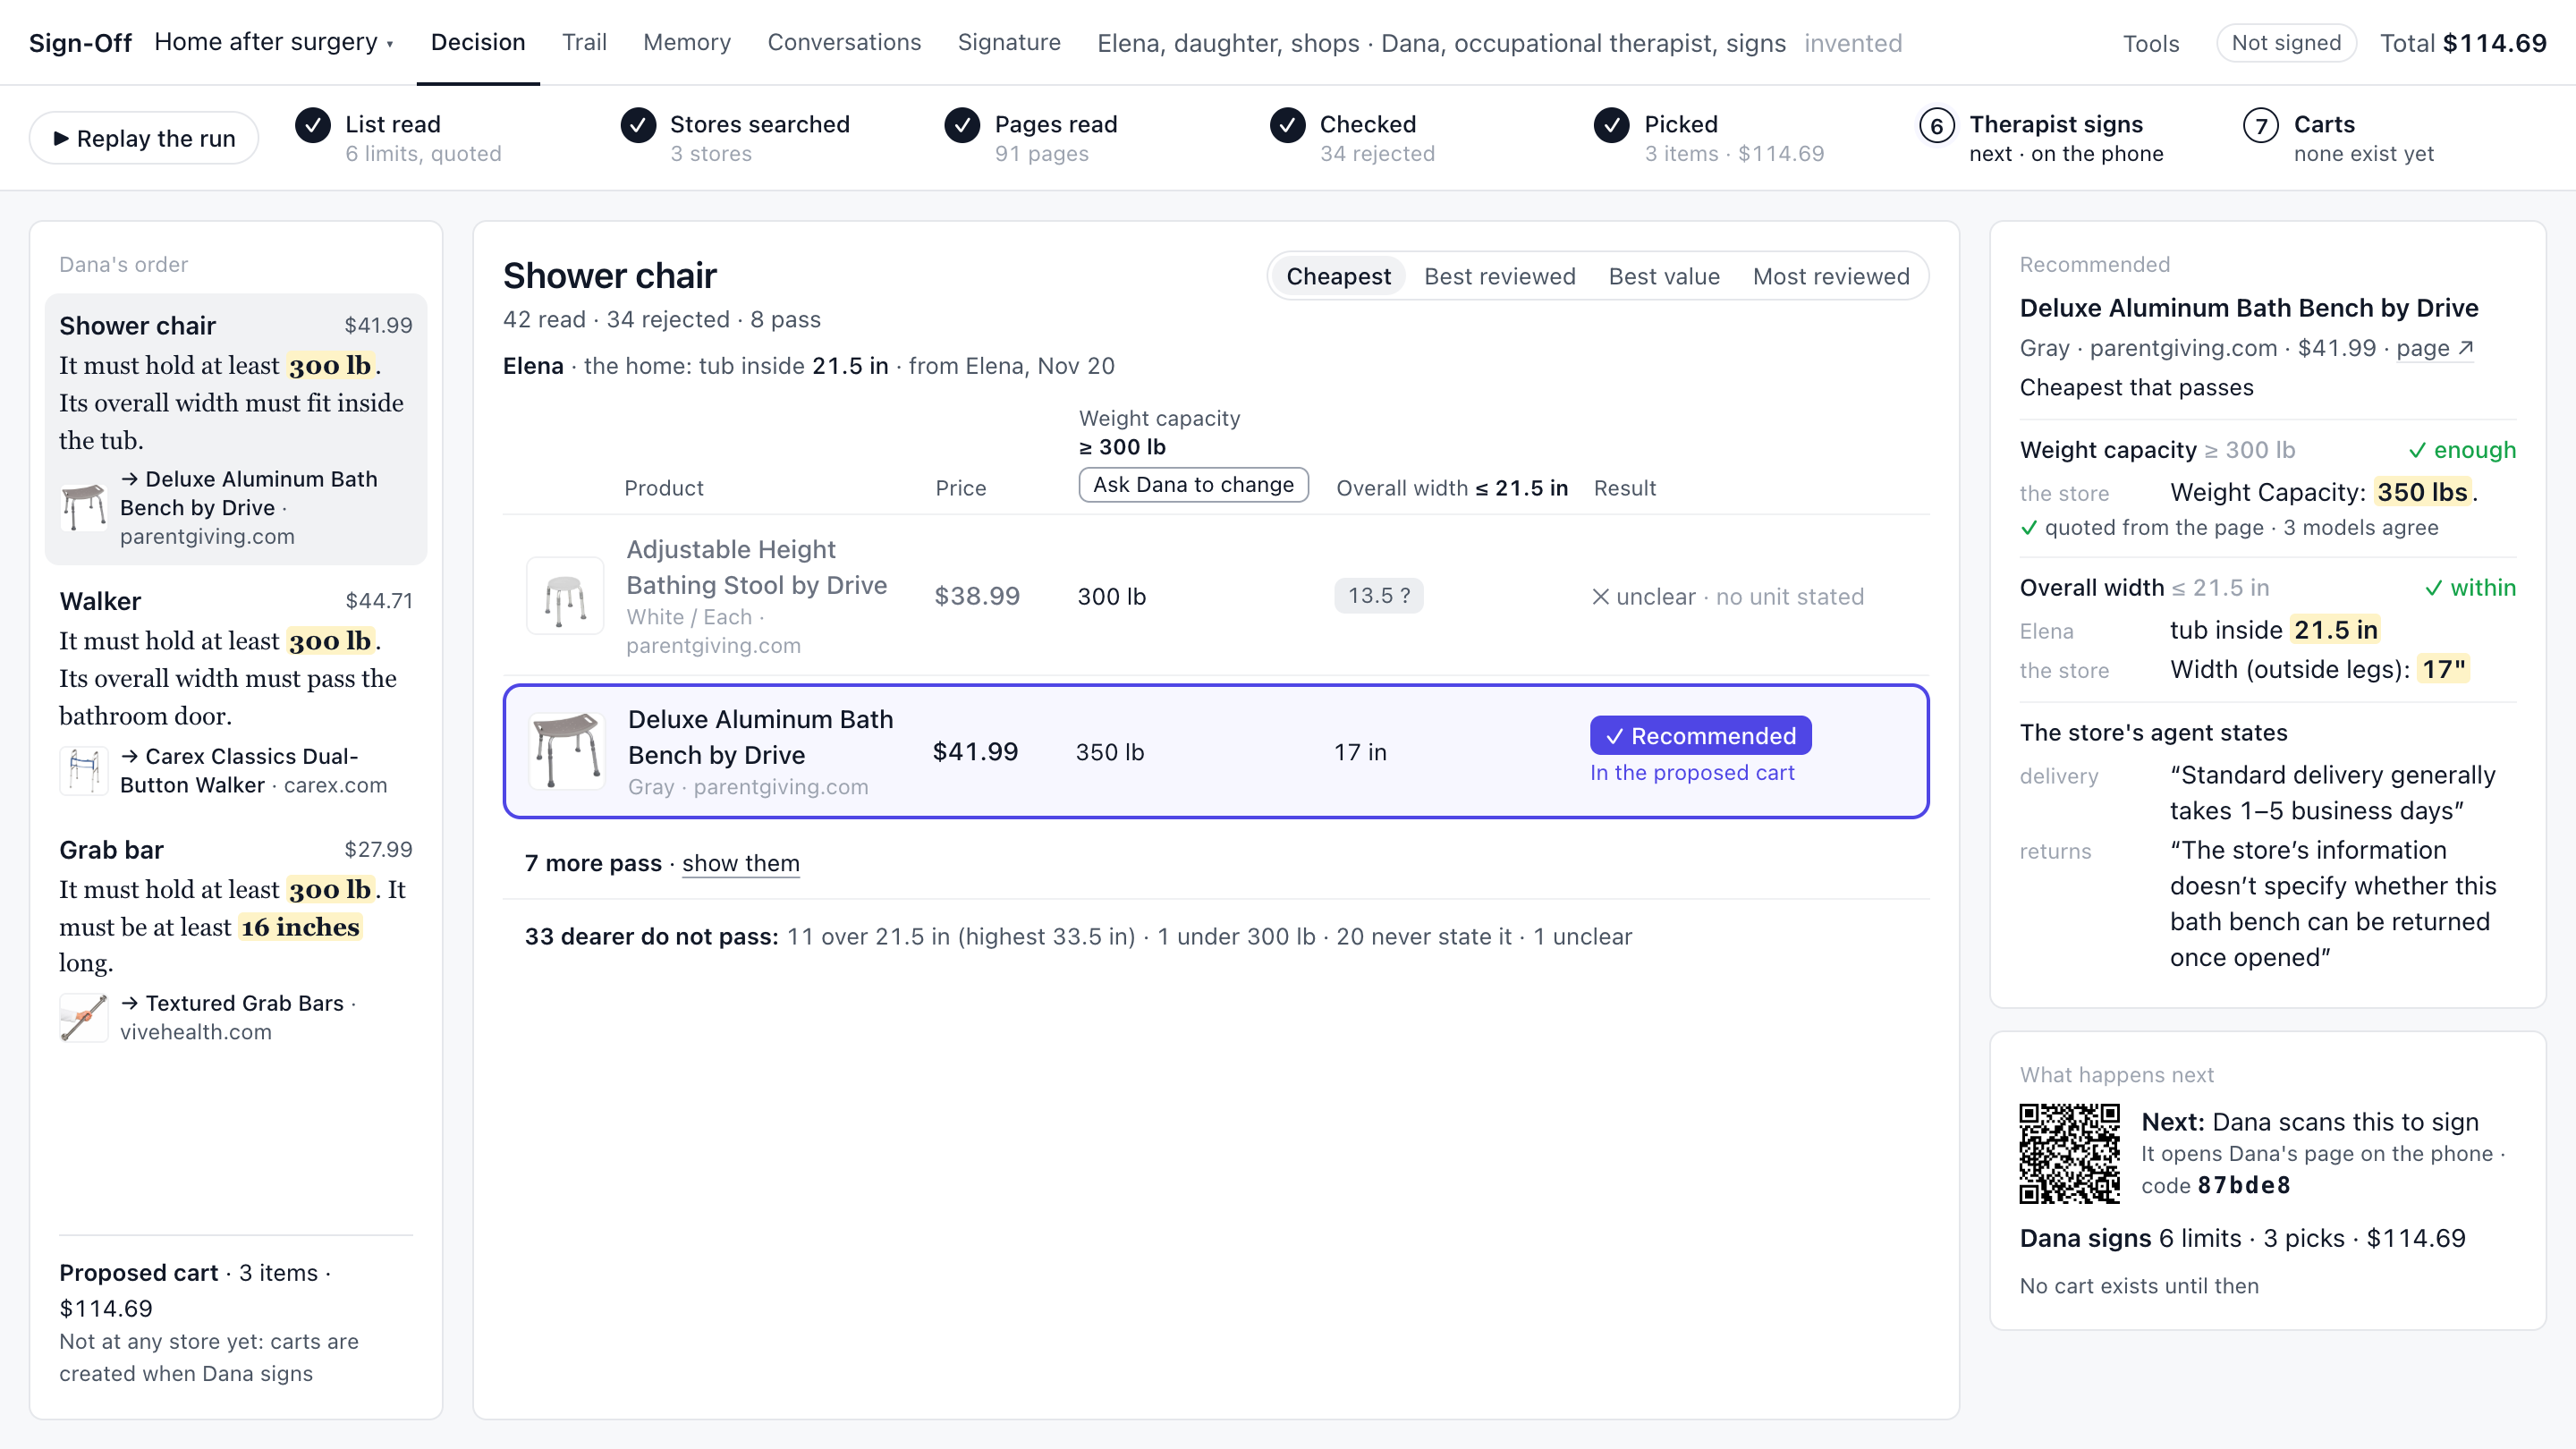 Sign-Off
Home after surgery ▾
Decision
Trail
Memory
Conversations
Signature
Elena, daughter, shops · Dana, occupational therapist, signs invented
Tools
Not signed
Total $114.69
▶ Replay the run
✓ List read
6 limits, quoted
✓ Stores searched
3 stores
✓ Pages read
91 pages
✓ Checked
34 rejected
✓ Picked
3 items · $114.69
6 Therapist signs
next · on the phone
7 Carts
none exist yet
Dana's order
Shower chair $41.99
It must hold at least 300 lb.
Its overall width must fit inside
the tub.
→ Deluxe Aluminum Bath
Bench by Drive ·
parentgiving.com
Walker $44.71
It must hold at least 300 lb.
Its overall width must pass the
bathroom door.
→ Carex Classics Dual-
Button Walker · carex.com
Grab bar $27.99
It must hold at least 300 lb. It
must be at least 16 inches
long.
→ Textured Grab Bars ·
vivehealth.com
Proposed cart · 3 items ·
$114.69
Not at any store yet: carts are
created when Dana signs
Shower chair
Cheapest
Best reviewed
Best value
Most reviewed
42 read · 34 rejected · 8 pass
Elena · the home: tub inside 21.5 in · from Elena, Nov 20
Product
Price
Weight capacity
≥ 300 lb
Ask Dana to change
Overall width ≤ 21.5 in
Result
Adjustable Height
Bathing Stool by Drive
White / Each ·
parentgiving.com
$38.99
300 lb
13.5 ?
✕ unclear · no unit stated
Deluxe Aluminum Bath
Bench by Drive
Gray · parentgiving.com
$41.99
350 lb
17 in
✓ Recommended
In the proposed cart
7 more pass · show them
33 dearer do not pass: 11 over 21.5 in (highest 33.5 in) · 1 under 300 lb · 20 never state it · 1 unclear
Recommended
Deluxe Aluminum Bath Bench by Drive
Gray · parentgiving.com · $41.99 · page ↗
Cheapest that passes
Weight capacity ≥ 300 lb ✓ enough
the store Weight Capacity: 350 lbs.
✓ quoted from the page · 3 models agree
Overall width ≤ 21.5 in ✓ within
Elena tub inside 21.5 in
the store Width (outside legs): 17"
The store's agent states
delivery “Standard delivery generally
takes 1–5 business days”
returns “The store’s information
doesn’t specify whether this
bath bench can be returned
once opened”
What happens next
Next: Dana scans this to sign
It opens Dana's page on the phone ·
code 87bde8
Dana signs 6 limits · 3 picks · $114.69
No cart exists until then